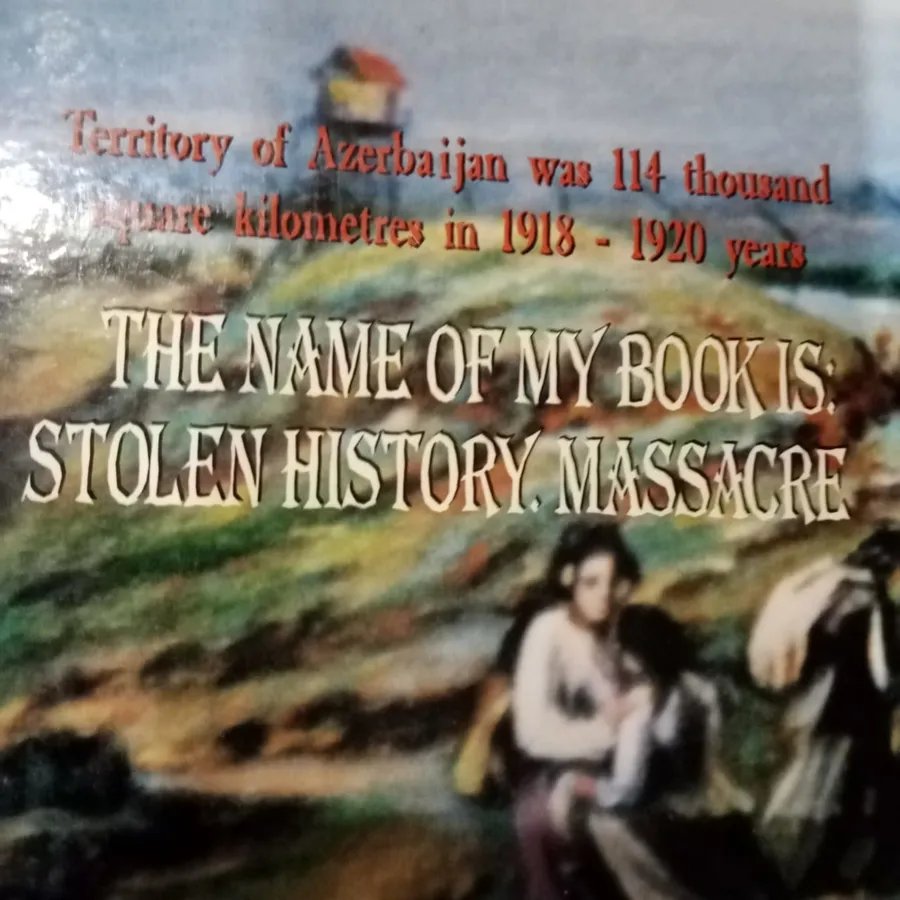 Territory of Azerbaijan was 114 thousand
square kilometres in 1918 - 1920 years
THE NAME OF MY BOOK IS:
STOLEN HISTORY. MASSACRE